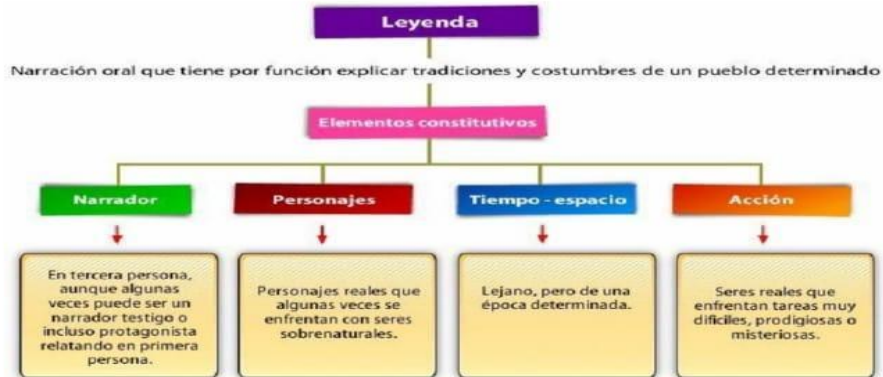 Leyenda
Narración oral que tiene por función explicar tradiciones y costumbres de un pueblo determinado
Elementos constitutivos
Narrador
En tercera persona,
aunque algunas
veces puede ser un
narrador testigo o
incluso protagonista
relatando en primera
persona.
Personajes
Personajes reales que
algunas veces se
enfrentan con seres
sobrenaturales.
Tiempo - espacio
Lejano, pero de una
época determinada.
Acción
Seres reales que
enfrentan tareas muy
difíciles, prodigiosas o
misteriosas.